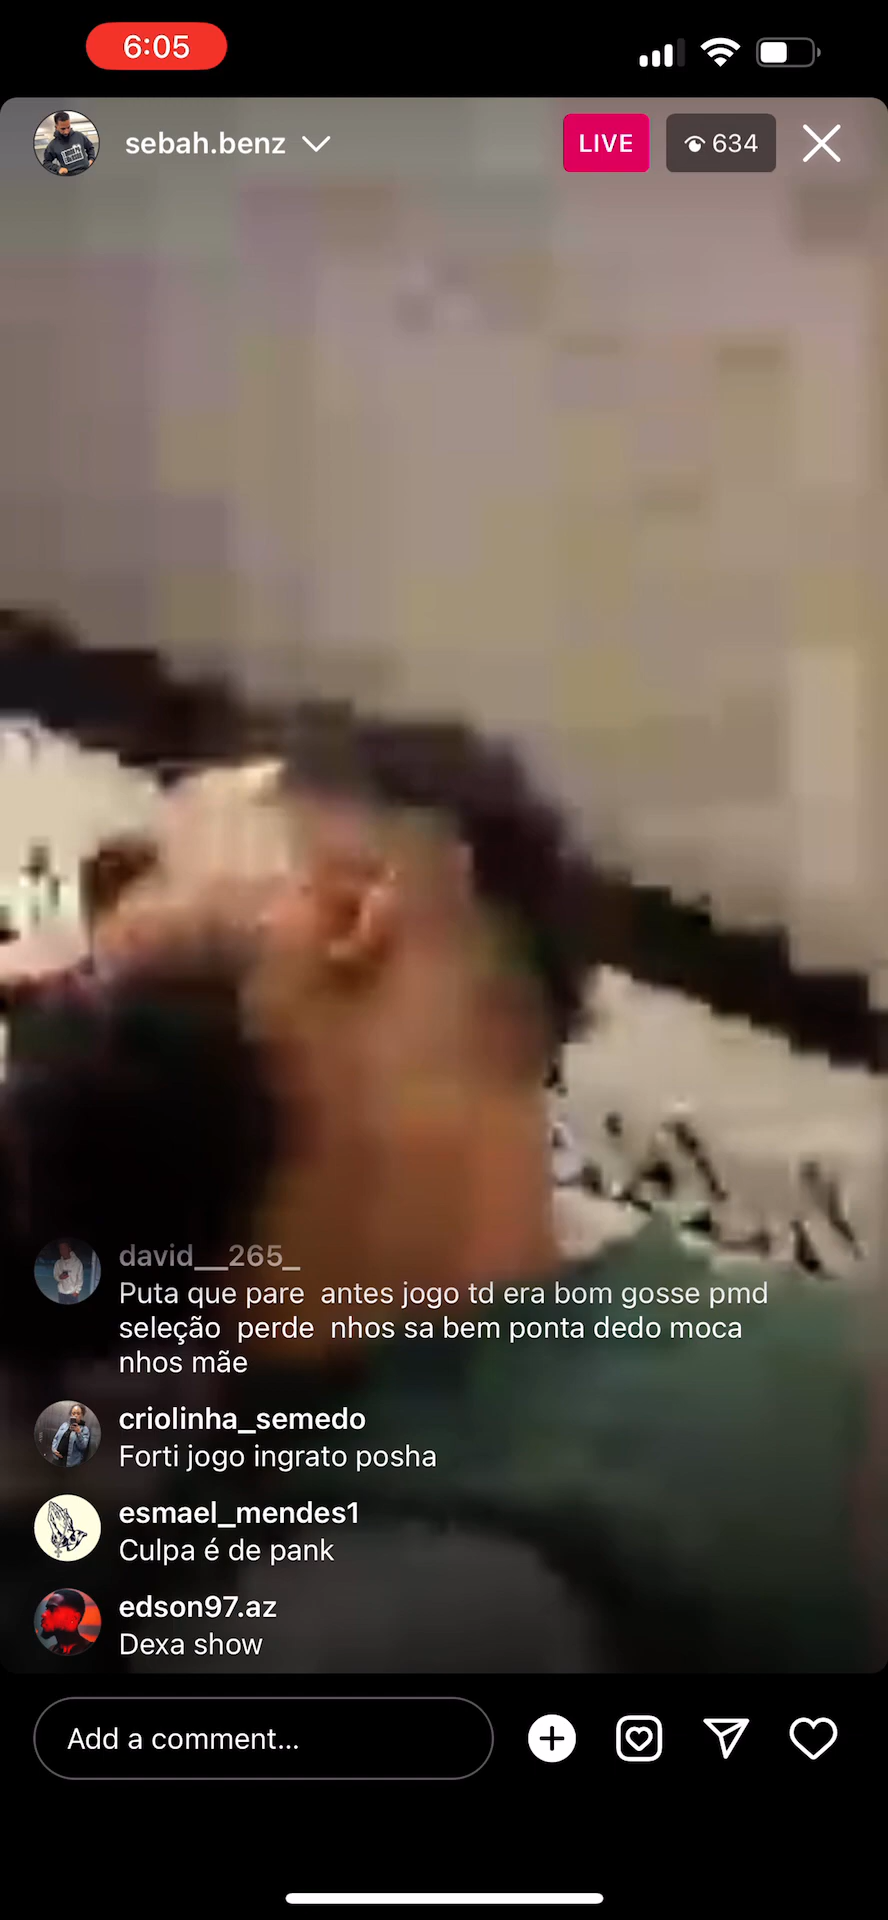 6:05
sebah.benz
LIVE
634
david__265_
Puta que pare antes jogo td era bom gosse pmd
seleção perde nhos sa bem ponta dedo moca
nhos mãe
criolinha_semedo
Forti jogo ingrato posha
esmael_mendes1
Culpa é de pank
edson97.az
Dexa show
Add a comment...